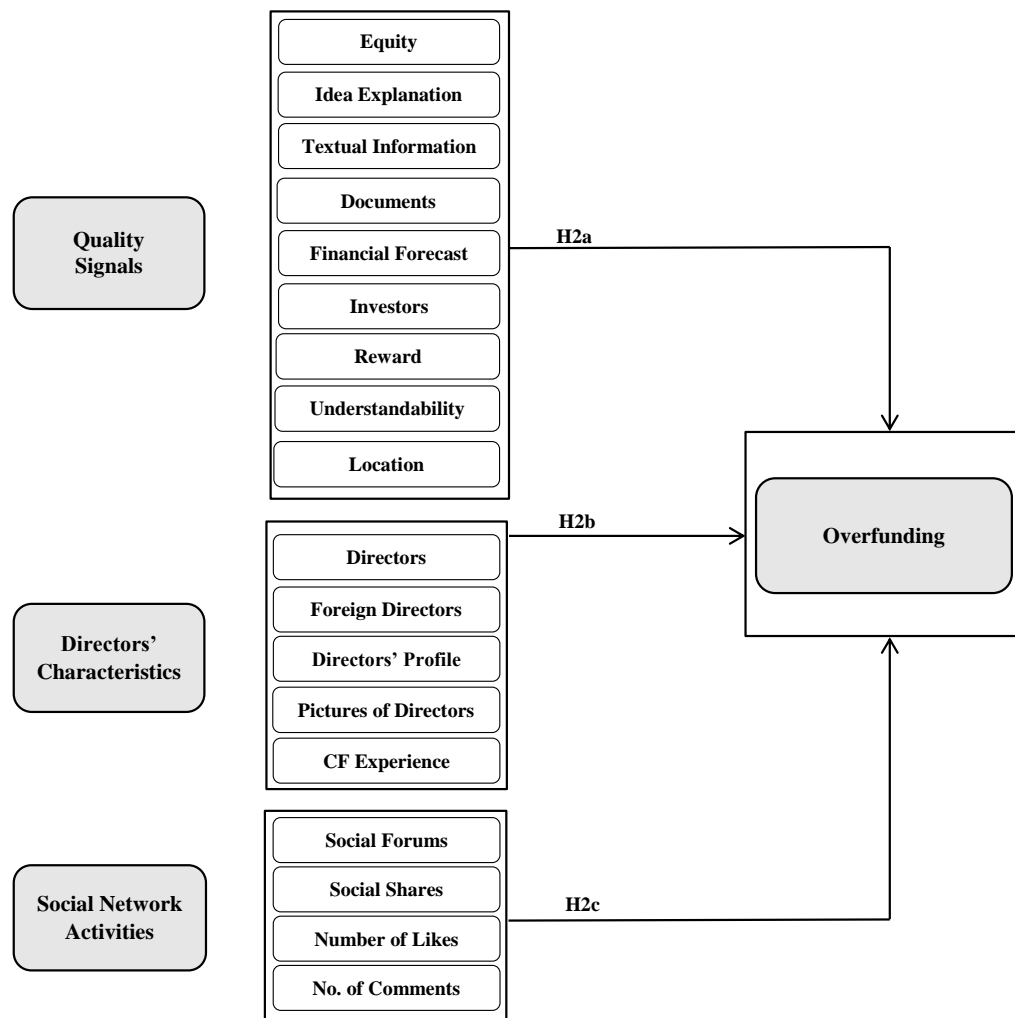 Quality
Signals
Equity
Idea Explanation
Textual Information
Documents
Financial Forecast
Investors
Reward
Understandability
Location
H2a
Directors’
Characteristics
Directors
Foreign Directors
Directors’ Profile
Pictures of Directors
CF Experience
H2b
Overfunding
Social Network
Activities
Social Forums
Social Shares
Number of Likes
No. of Comments
H2c